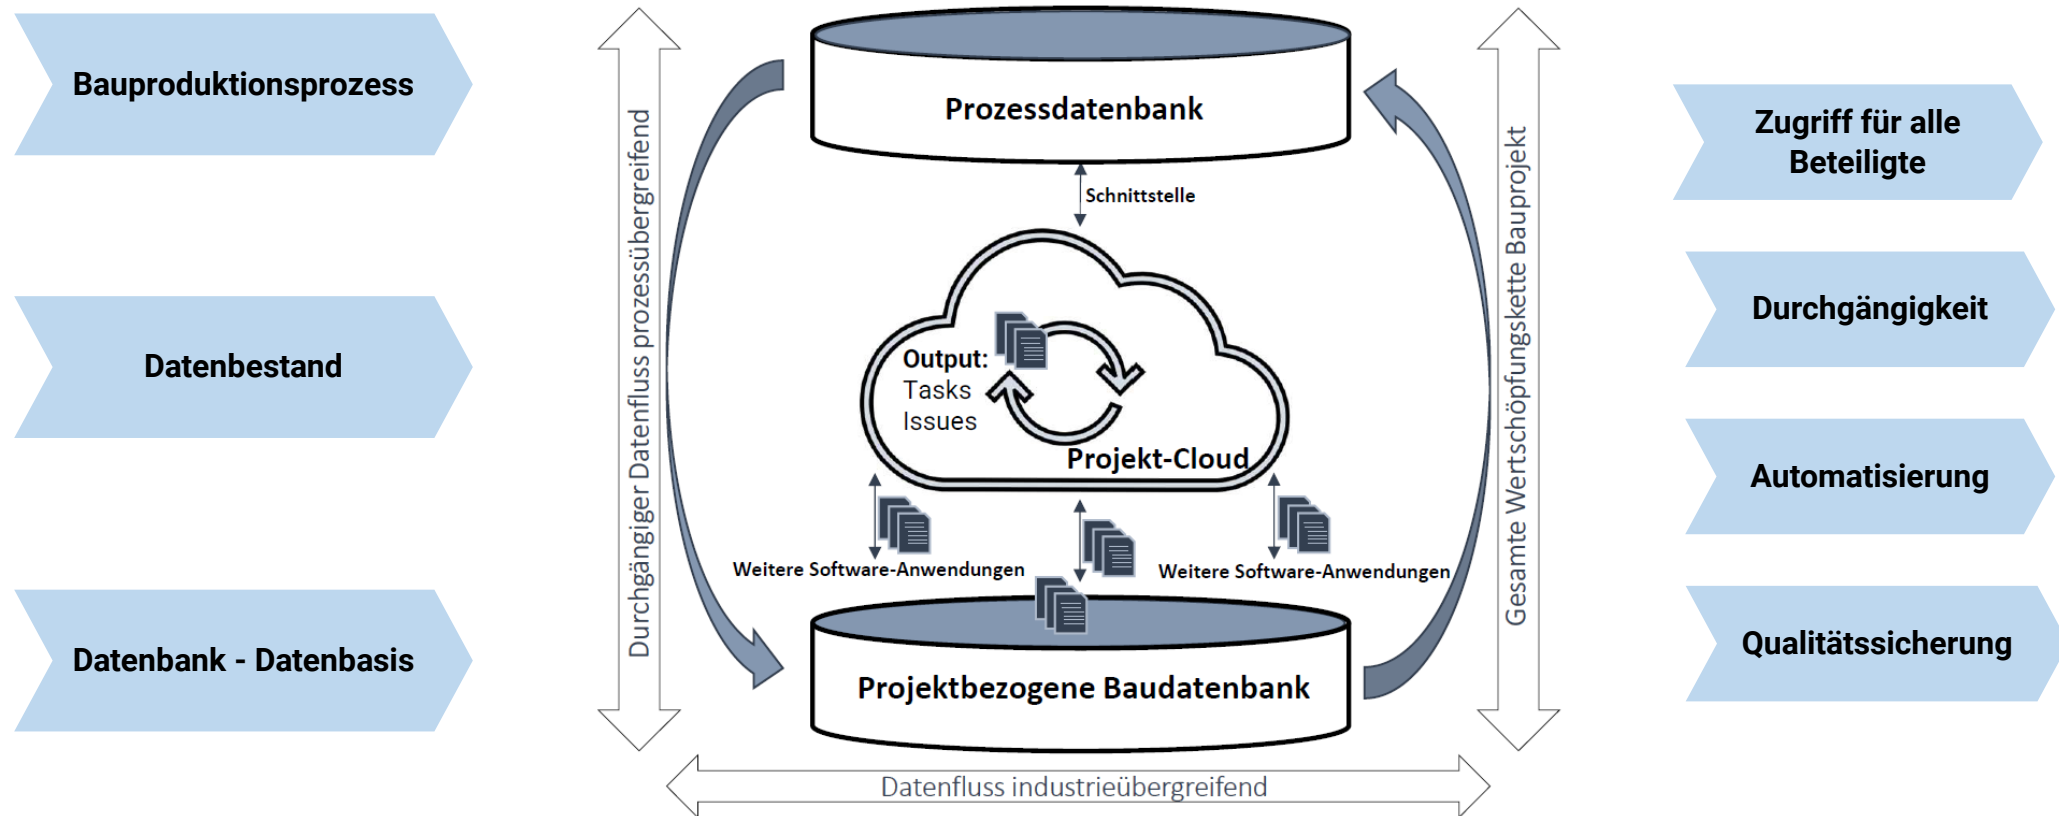 Bauproduktionsprozess
Datenbestand
Datenbank - Datenbasis
Durchgängiger Datenfluss prozessübergreifend
Prozessdatenbank
Schnittstelle
Output:
Tasks
Issues
Projekt-Cloud
Weitere Software-Anwendungen
Weitere Software-Anwendungen
Projektbezogene Baudatenbank
Datenfluss industrieübergreifend
Gesamte Wertschöpfungskette Bauprojekt
Zugriff für alle
Beteiligte
Durchgängigkeit
Automatisierung
Qualitätssicherung